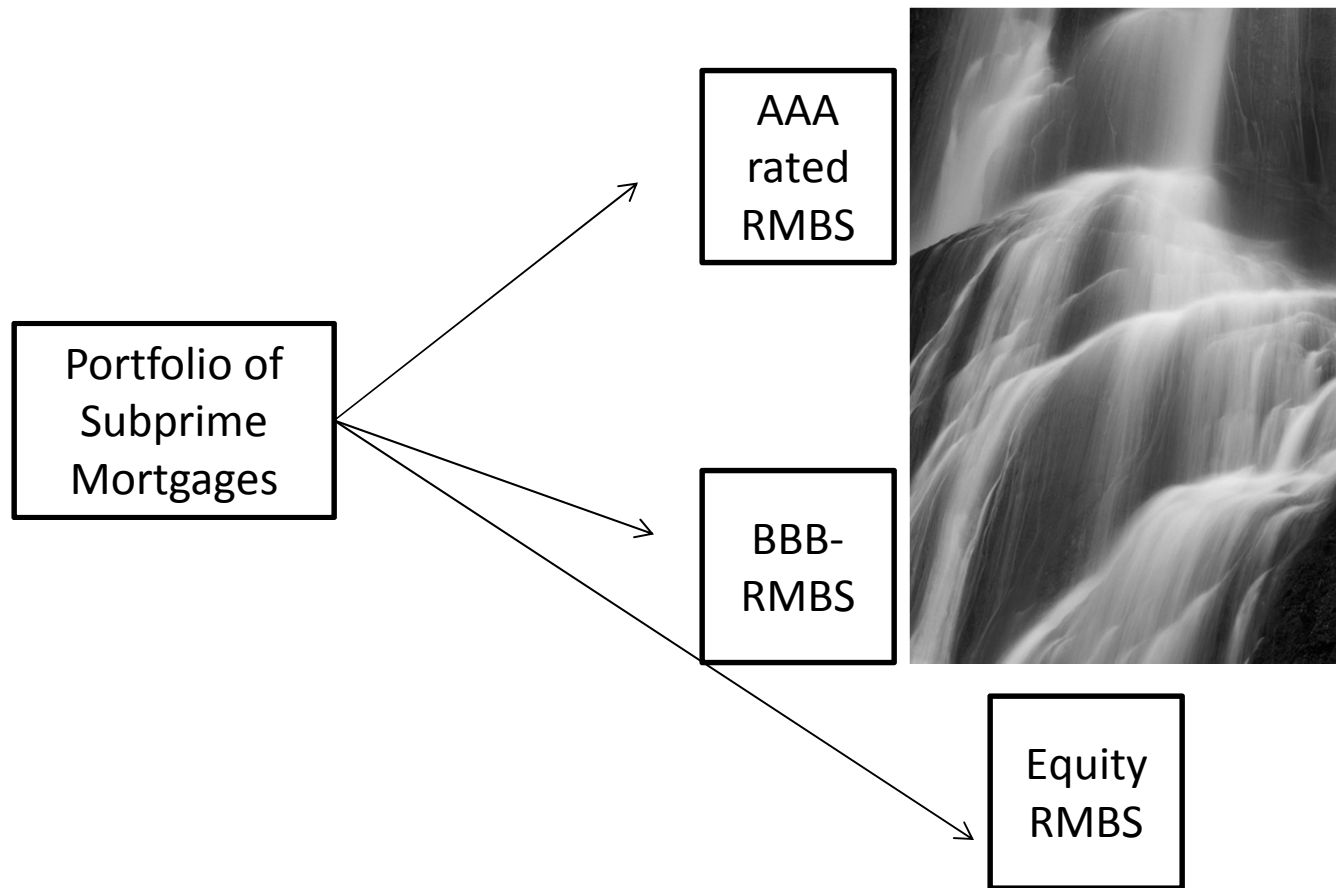 AAA
rated
RMBS
Portfolio of
Subprime
Mortgages
BBB-
RMBS
Equity
RMBS